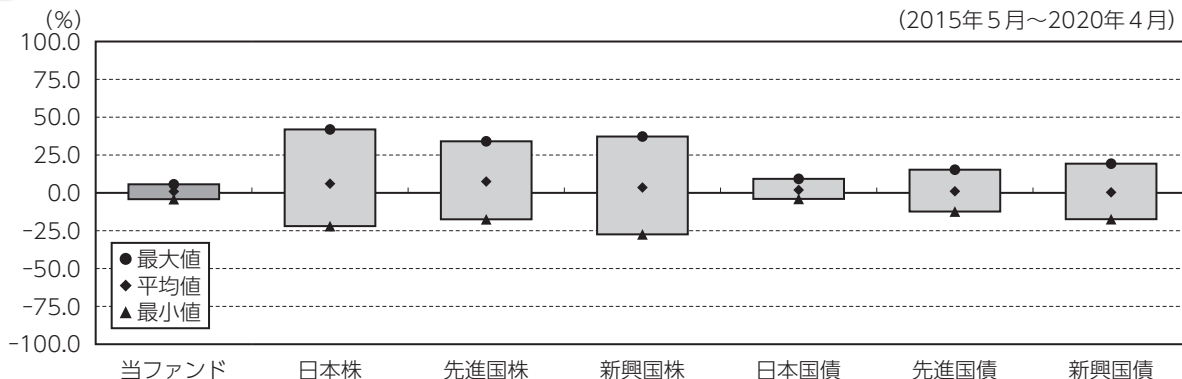 (%)
(2015年5月～2020年4月)
100.0
75.0
50.0
25.0
0.0
-25.0
-50.0
-75.0
-100.0
●最大値
◆平均値
▲最小値
当ファンド 日本株 先進国株 新興国株 日本国債 先進国債 新興国債